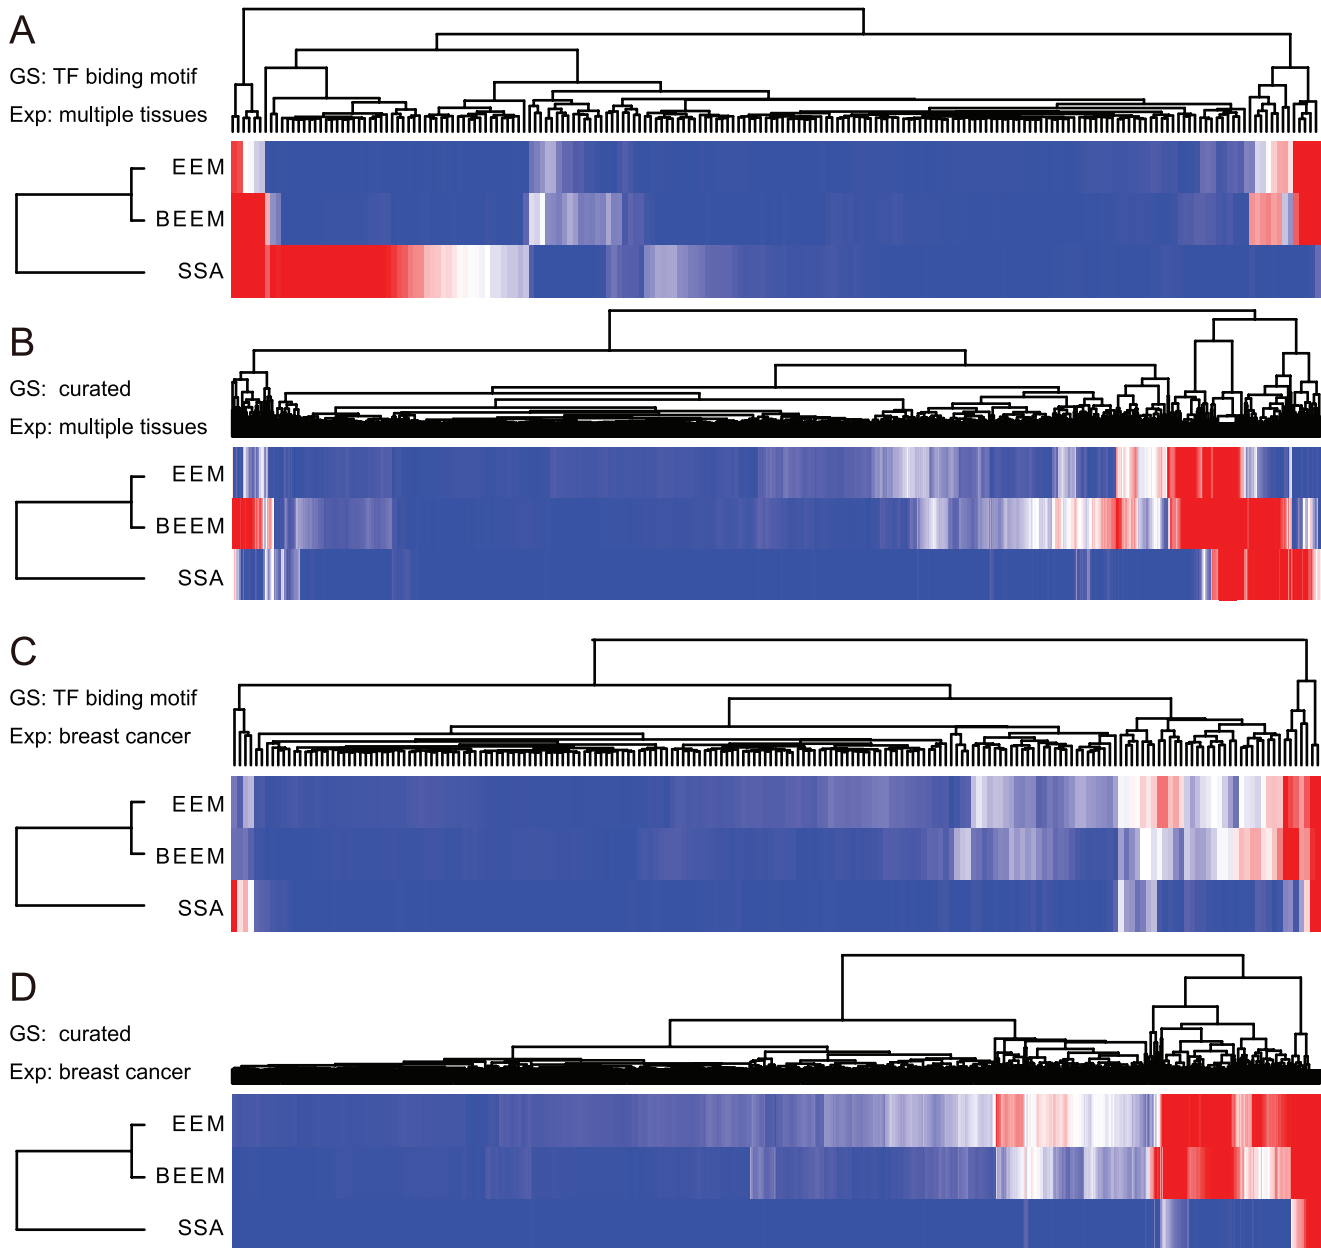 A
GS: TF biding motif
Exp: multiple tissues
EEM
BEEM
SSA
B
GS: curated
Exp: multiple tissues
EEM
BEEM
SSA
C
GS: TF biding motif
Exp: breast cancer
EEM
BEEM
SSA
D
GS: curated
Exp: breast cancer
EEM
BEEM
SSA